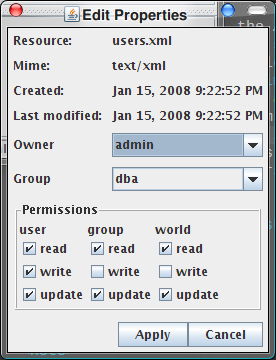 Edit Properties
Resource: users.xml
Mime: text/xml
Created: Jan 15, 2008 9:22:52 PM
Last modified: Jan 15, 2008 9:22:52 PM
Owner admin
Group dba
Permissions
user group world
read read read
write write write
update update update
Apply Cancel